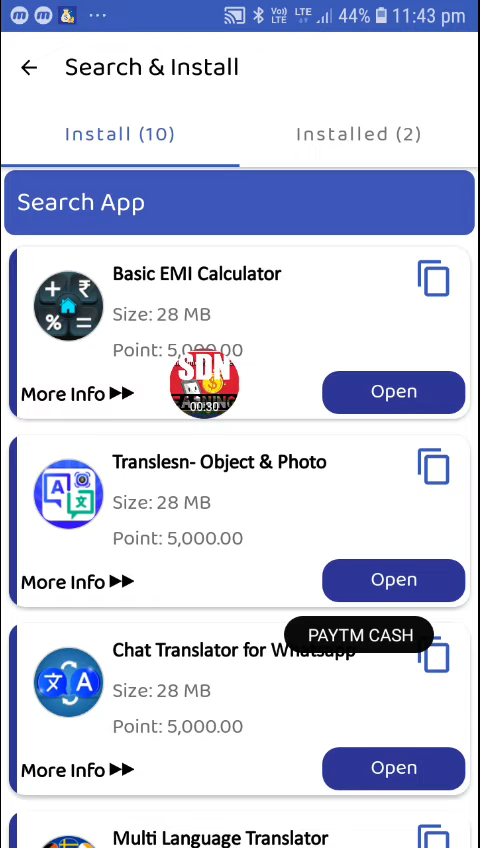 44% 11:43 pm
Search & Install
Install (10)
Installed (2)
Search App
Basic EMI Calculator
Size: 28 MB
Point: 5,000.00
SDN
00:30
More Info
Open
Translesn- Object & Photo
Size: 28 MB
Point: 5,000.00
More Info
Open
PAYTM CASH
Chat Translator for Whatsapp
Size: 28 MB
Point: 5,000.00
More Info
Open
Multi Language Translator